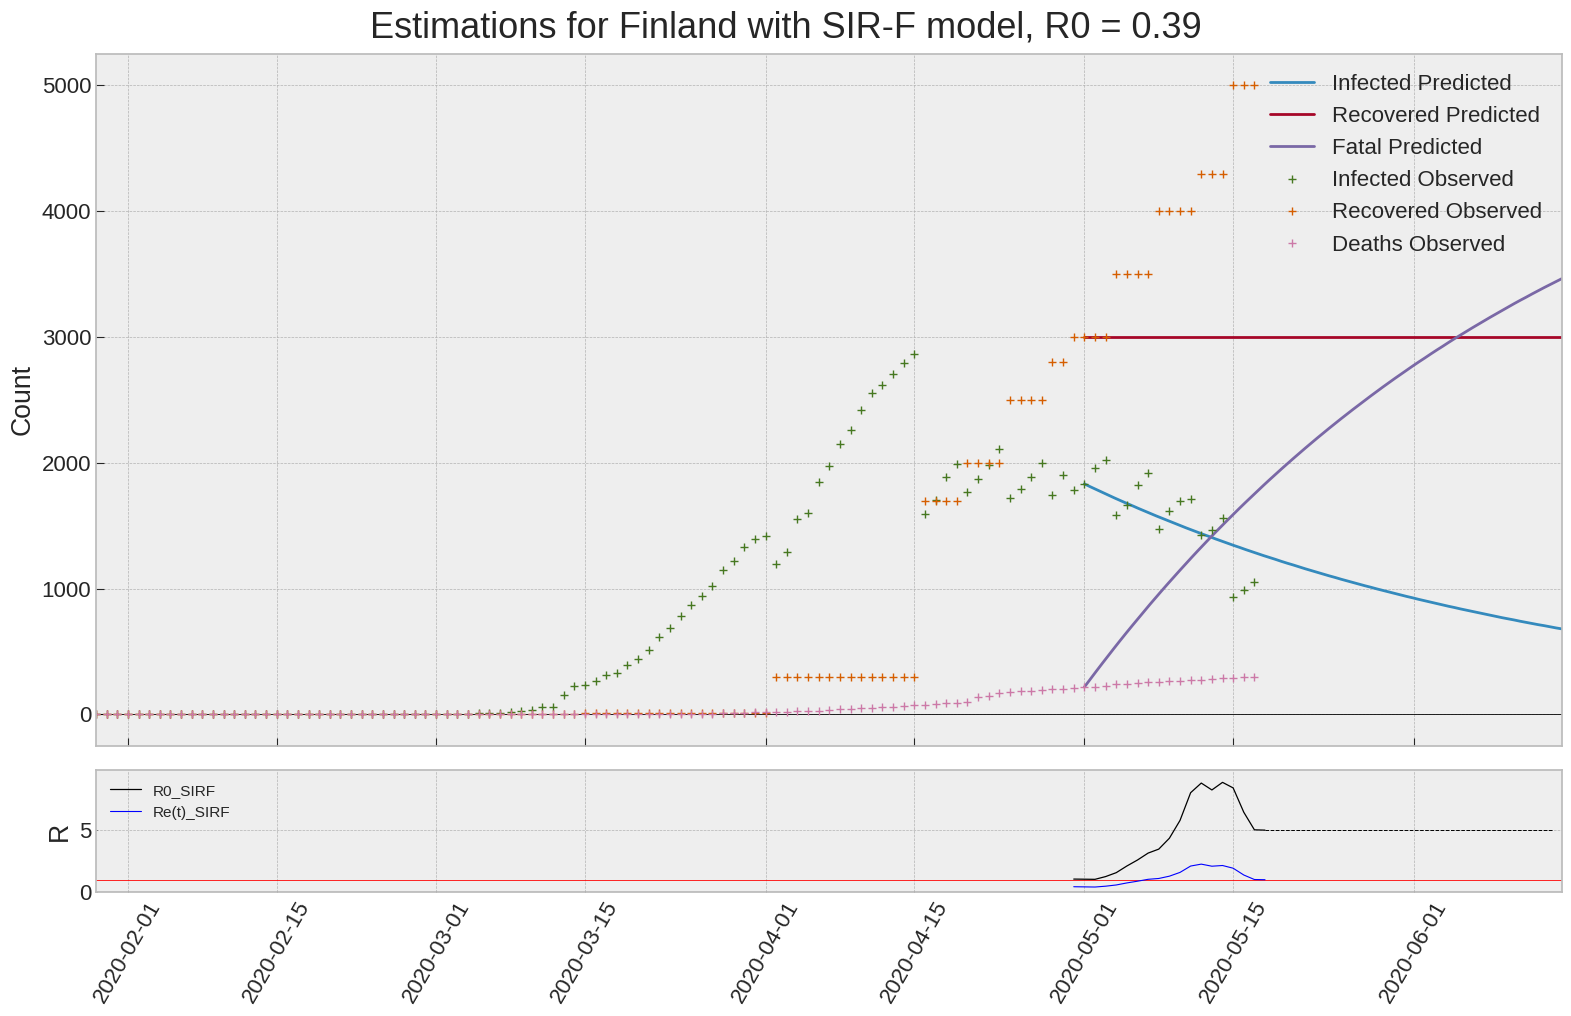 Estimations for Finland with SIR-F model, R0 = 0.39
Count
5000
4000
3000
2000
1000
0
Infected Predicted
Recovered Predicted
Fatal Predicted
Infected Observed
Recovered Observed
Deaths Observed
R
5
0
R0_SIRF
Re(t)_SIRF
2020-02-01
2020-02-15
2020-03-01
2020-03-15
2020-04-01
2020-04-15
2020-05-01
2020-05-15
2020-06-01